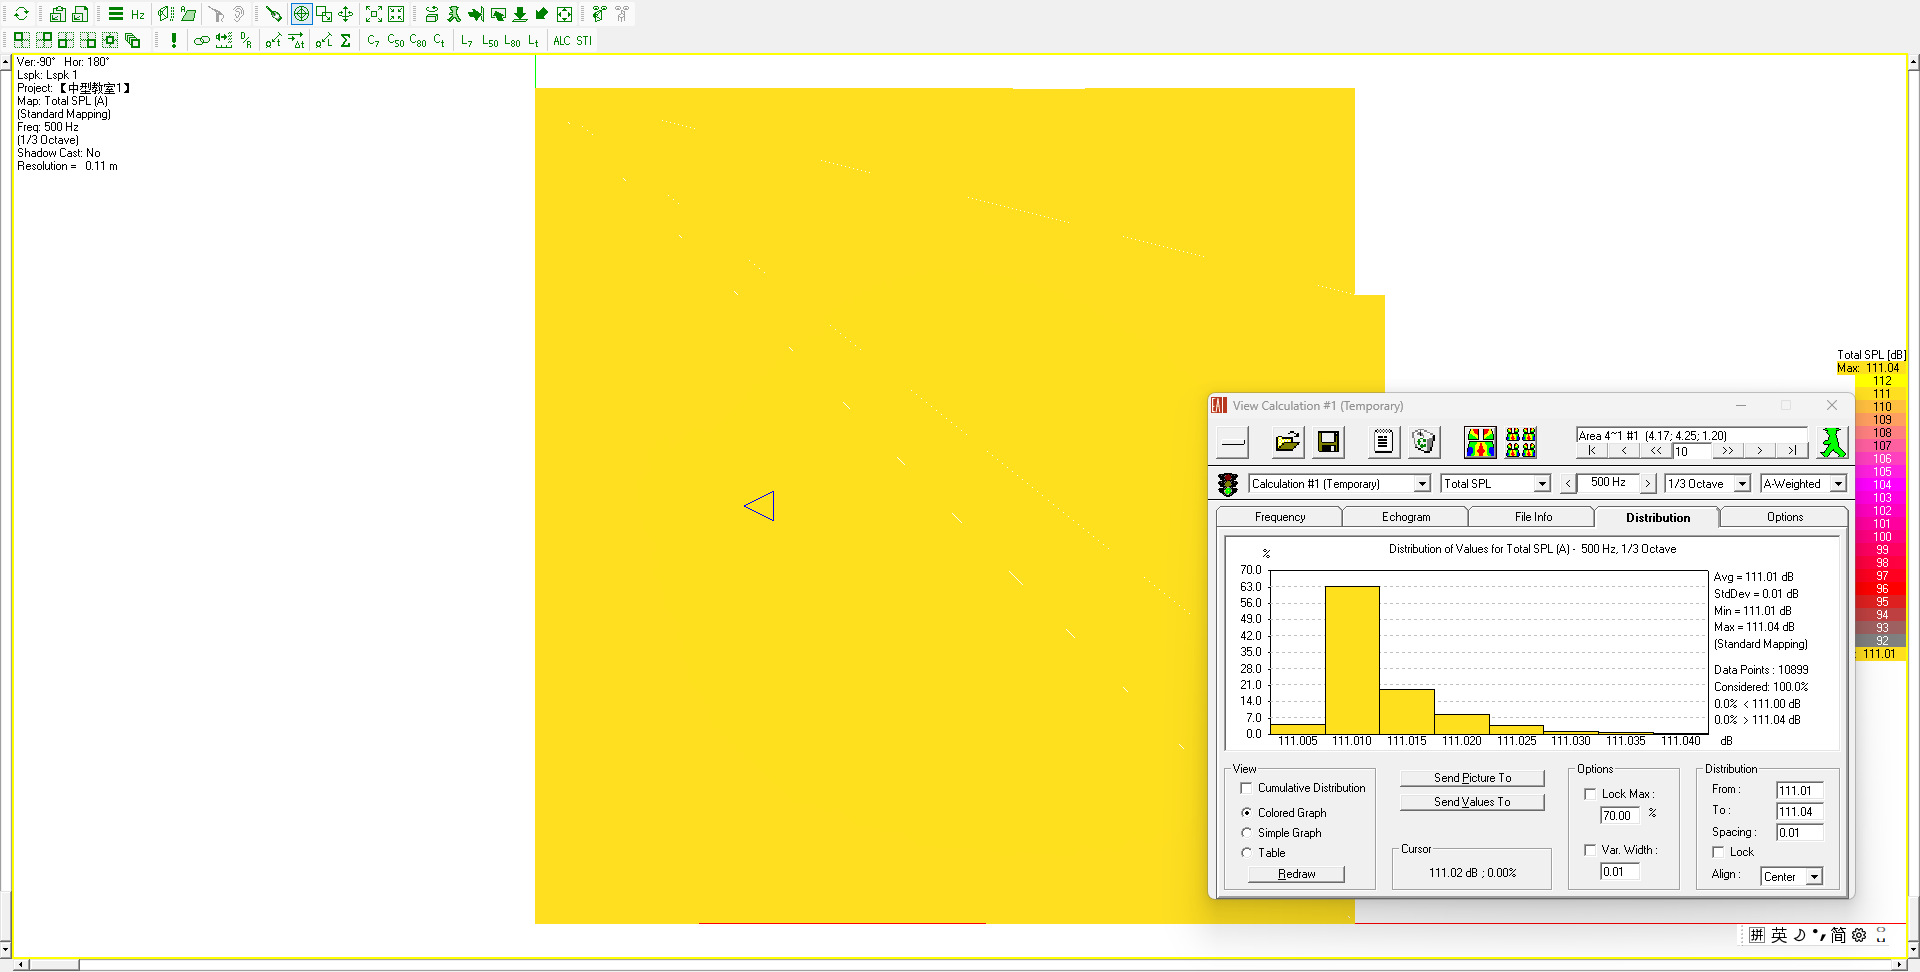 Hz
D/R
C7 C50 C80 Ct L7 L50 L80 Lt ALC STI
Ver:-90° Hor: 180°
Lspk: Lspk 1
Project: 【中型教室1】
Map: Total SPL (A)
(Standard Mapping)
Freq: 500 Hz
(1/3 Octave)
Shadow Cast: No
Resolution = 0.11 m
Total SPL [dB]
Max: 111.04
112
111
110
109
108
107
106
105
104
103
102
101
100
99
98
97
96
95
94
93
92
: 111.01
View Calculation #1 (Temporary)
Area 4~1 #1 (4.17; 4.25; 1.20)
|< < << 10 >> > >|
Calculation #1 (Temporary) Total SPL < 500 Hz > 1/3 Octave A-Weighted
Frequency Echogram File Info Distribution Options
Distribution of Values for Total SPL (A) - 500 Hz, 1/3 Octave
%
70.0
63.0
56.0
49.0
42.0
35.0
28.0
21.0
14.0
7.0
0.0
111.005 111.010 111.015 111.020 111.025 111.030 111.035 111.040 dB
Avg = 111.01 dB
StdDev = 0.01 dB
Min = 111.01 dB
Max = 111.04 dB
(Standard Mapping)
Data Points : 10899
Considered: 100.0%
0.0% < 111.00 dB
0.0% > 111.04 dB
View
Cumulative Distribution
Colored Graph
Simple Graph
Table
Redraw
Send Picture To
Send Values To
Cursor
111.02 dB ; 0.00%
Options
Lock Max :
70.00 %
Var. Width :
0.01
Distribution
From : 111.01
To : 111.04
Spacing : 0.01
Lock
Align : Center
拼 英 简